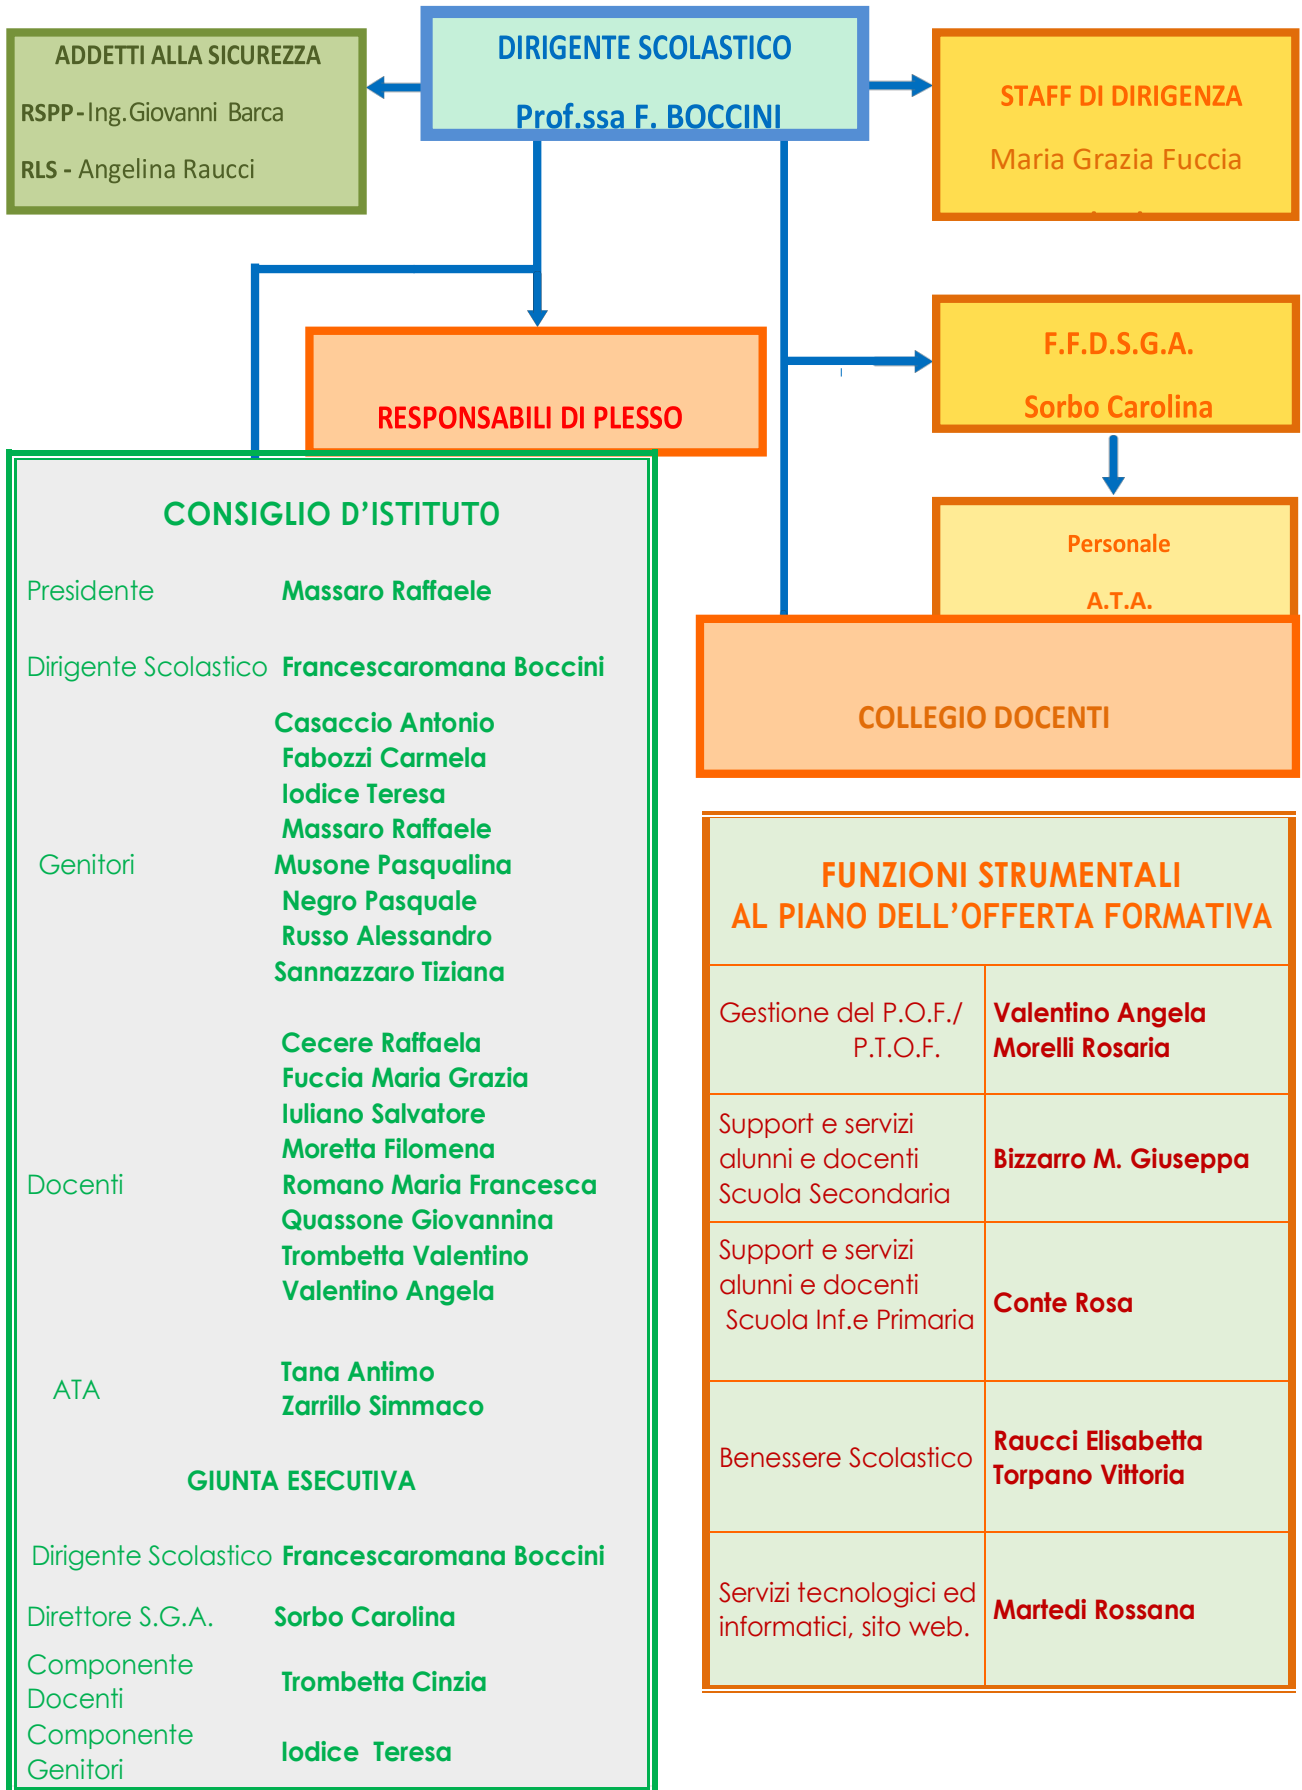 ADDETTI ALLA SICUREZZA
RSPP-Ing.Giovanni Barca
RLS - Angelina Raucci
DIRIGENTE SCOLASTICO
Prof.ssa F. BOCCINI
STAFF DI DIRIGENZA
Maria Grazia Fuccia
RESPONSABILI DI PLESSO
F.F.D.S.G.A.
Sorbo Carolina
Personale
A.T.A.
COLLEGIO DOCENTI
CONSIGLIO D’ISTITUTO
Presidente Massaro Raffaele
Dirigente Scolastico Francescaromana Boccini
Casaccio Antonio
Fabozzi Carmela
Iodice Teresa
Massaro Raffaele
Genitori Musone Pasqualina
Negro Pasquale
Russo Alessandro
Sannazzaro Tiziana
Cecere Raffaela
Fuccia Maria Grazia
Iuliano Salvatore
Moretta Filomena
Docenti Romano Maria Francesca
Quassone Giovannina
Trombetta Valentino
Valentino Angela
Tana Antimo
ATA
Zarrillo Simmaco
GIUNTA ESECUTIVA
Dirigente Scolastico Francescaromana Boccini
Direttore S.G.A. Sorbo Carolina
Componente
Docenti
Trombetta Cinzia
Componente
Genitori
Iodice Teresa
FUNZIONI STRUMENTALI
AL PIANO DELL’OFFERTA FORMATIVA
Gestione del P.O.F./
P.T.O.F.
Valentino Angela
Morelli Rosaria
Support e servizi
alunni e docenti
Scuola Secondaria
Bizzarro M. Giuseppa
Support e servizi
alunni e docenti
Scuola Inf.e Primaria
Conte Rosa
Benessere Scolastico
Raucci Elisabetta
Torpano Vittoria
Servizi tecnologici ed
informatici, sito web.
Martedi Rossana